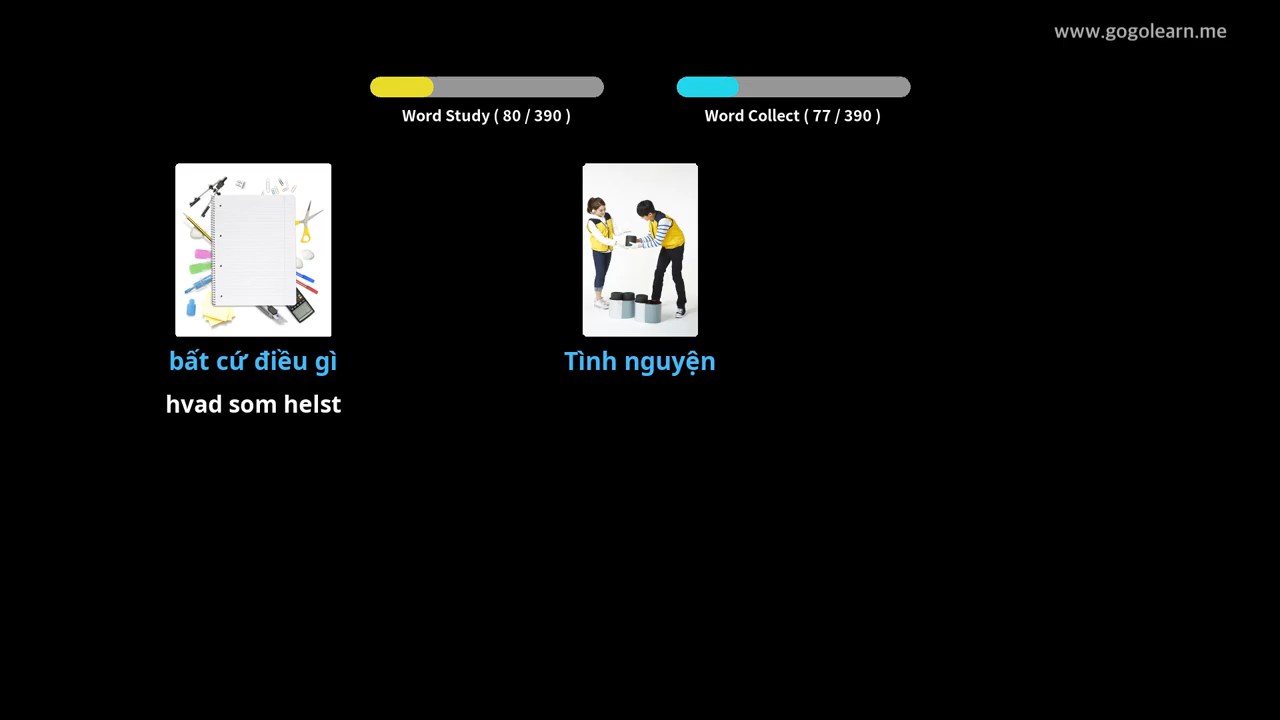 www.gogolearn.me
Word Study ( 80 / 390 )
Word Collect ( 77 / 390 )
bất cứ điều gì
Tình nguyện
hvad som helst